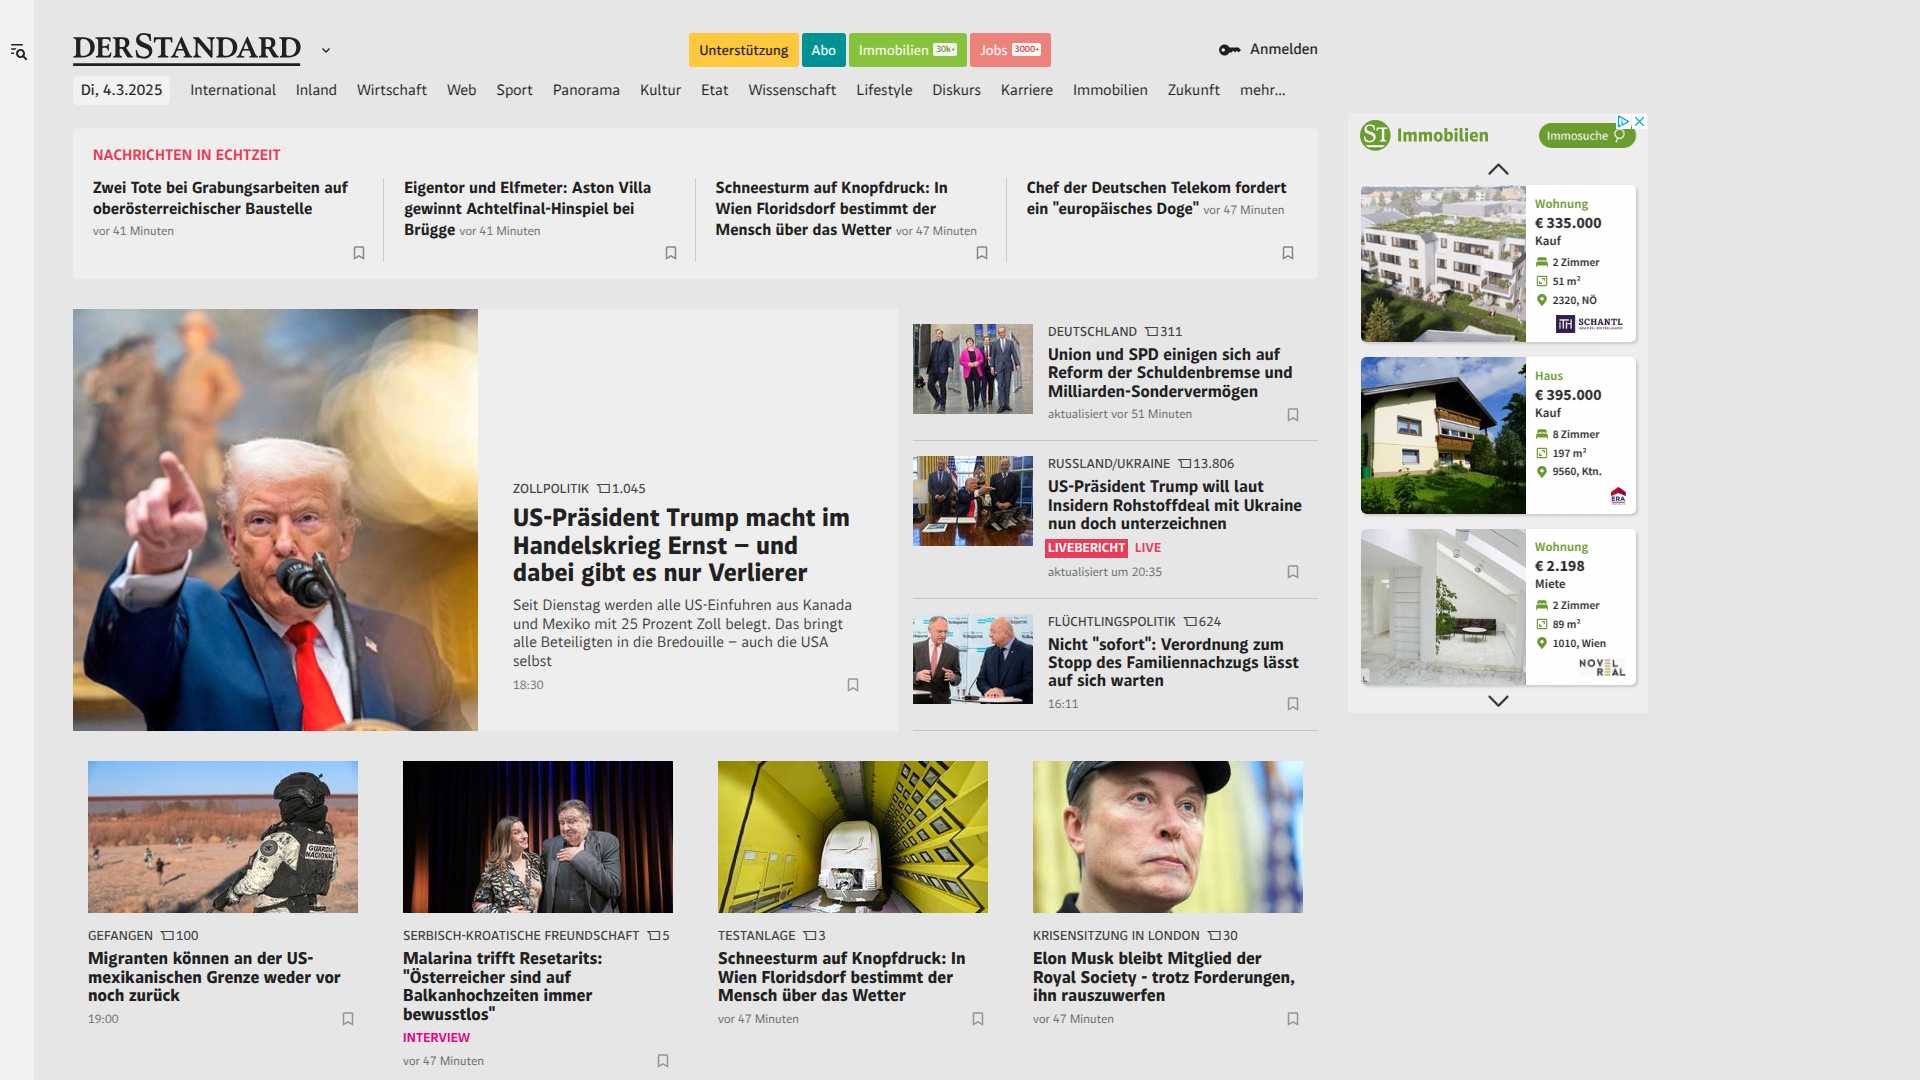 DERSTANDARD
Unterstützung
Abo
Immobilien 30k+
Jobs 3000+
Anmelden
Di, 4.3.2025
International
Inland
Wirtschaft
Web
Sport
Panorama
Kultur
Etat
Wissenschaft
Lifestyle
Diskurs
Karriere
Immobilien
Zukunft
mehr...
NACHRICHTEN IN ECHTZEIT
Zwei Tote bei Grabungsarbeiten auf
oberösterreichischer Baustelle
vor 41 Minuten
Eigentor und Elfmeter: Aston Villa
gewinnt Achtelfinal-Hinspiel bei
Brügge vor 41 Minuten
Schneesturm auf Knopfdruck: In
Wien Floridsdorf bestimmt der
Mensch über das Wetter vor 47 Minuten
Chef der Deutschen Telekom fordert
ein "europäisches Doge" vor 47 Minuten
ZOLLPOLITIK 1.045
US-Präsident Trump macht im
Handelskrieg Ernst – und
dabei gibt es nur Verlierer
Seit Dienstag werden alle US-Einfuhren aus Kanada
und Mexiko mit 25 Prozent Zoll belegt. Das bringt
alle Beteiligten in die Bredouille – auch die USA
selbst
18:30
DEUTSCHLAND 311
Union und SPD einigen sich auf
Reform der Schuldenbremse und
Milliarden-Sondervermögen
aktualisiert vor 51 Minuten
RUSSLAND/UKRAINE 13.806
US-Präsident Trump will laut
Insidern Rohstoffdeal mit Ukraine
nun doch unterzeichnen
LIVEBERICHT LIVE
aktualisiert um 20:35
FLÜCHTLINGSPOLITIK 624
Nicht "sofort": Verordnung zum
Stopp des Familiennachzugs lässt
auf sich warten
16:11
GUARDIA
NACIONAL
GEFANGEN 100
Migranten können an der US-
mexikanischen Grenze weder vor
noch zurück
19:00
SERBISCH-KROATISCHE FREUNDSCHAFT 5
Malarina trifft Resetarits:
"Österreicher sind auf
Balkanhochzeiten immer
bewusstlos"
INTERVIEW
vor 47 Minuten
TESTANLAGE 3
Schneesturm auf Knopfdruck: In
Wien Floridsdorf bestimmt der
Mensch über das Wetter
vor 47 Minuten
KRISENSITZUNG IN LONDON 30
Elon Musk bleibt Mitglied der
Royal Society - trotz Forderungen,
ihn rauszuwerfen
vor 47 Minuten
ST Immobilien
Immosuche
Wohnung
€ 335.000
Kauf
2 Zimmer
51 m²
2320, NÖ
ITH SCHANTL
Haus
€ 395.000
Kauf
8 Zimmer
197 m²
9560, Ktn.
ERA
Wohnung
€ 2.198
Miete
2 Zimmer
89 m²
1010, Wien
NOVEL
REAL